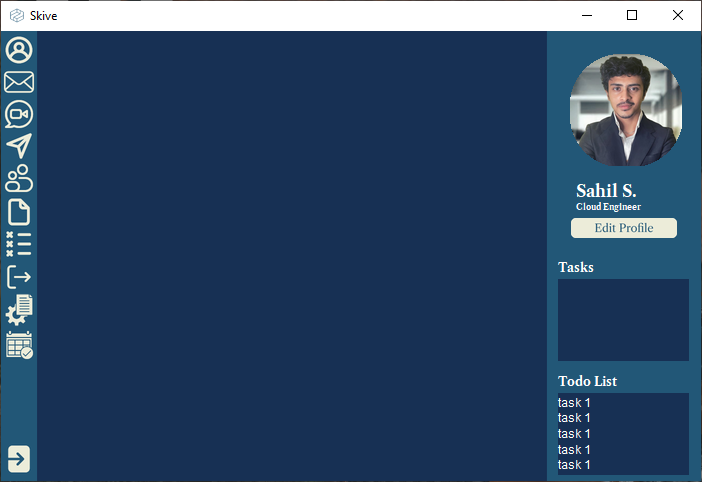 Skive
Sahil S.
Cloud Engineer
Edit Profile
Tasks
Todo List
task 1
task 1
task 1
task 1
task 1